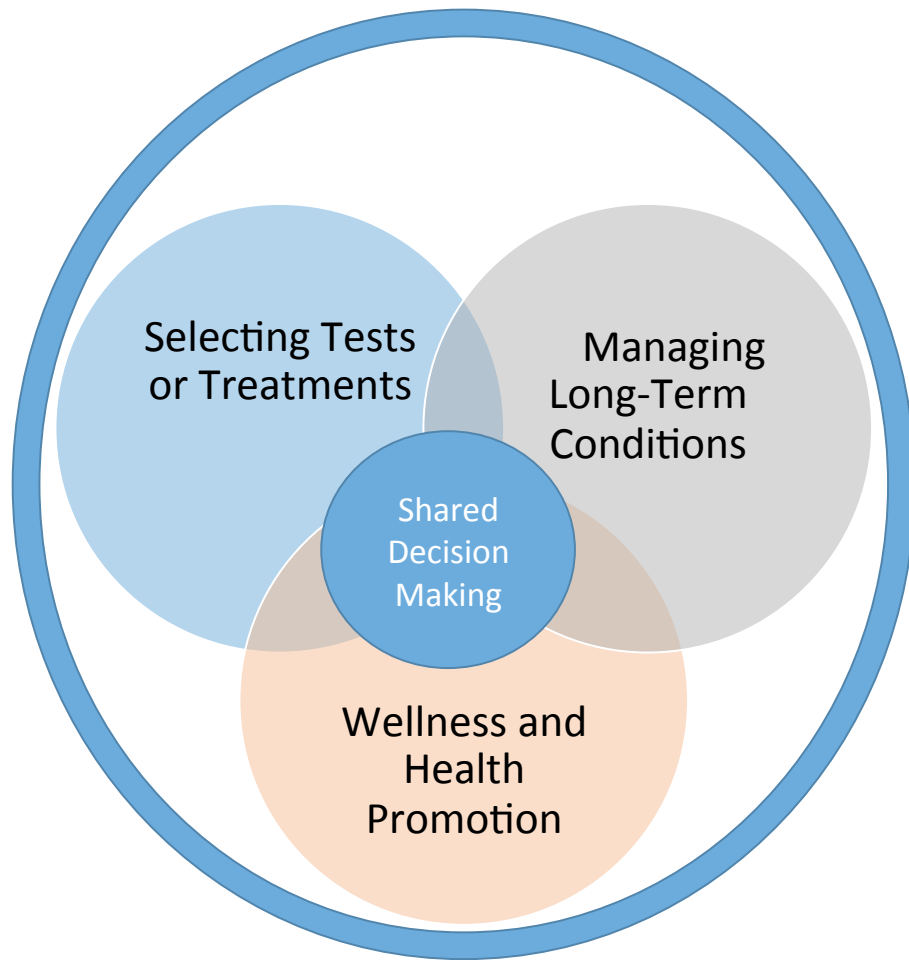 Selecting Tests
or Treatments
Managing
Long-Term
Conditions
Shared
Decision
Making
Wellness and
Health
Promotion